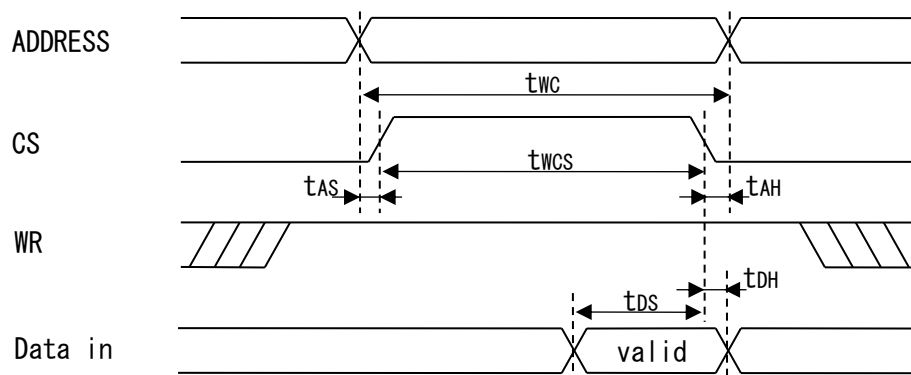 ADDRESS
tWC
CS
tWCS
tAS
tAH
WR
tDH
tDS
Data in
valid